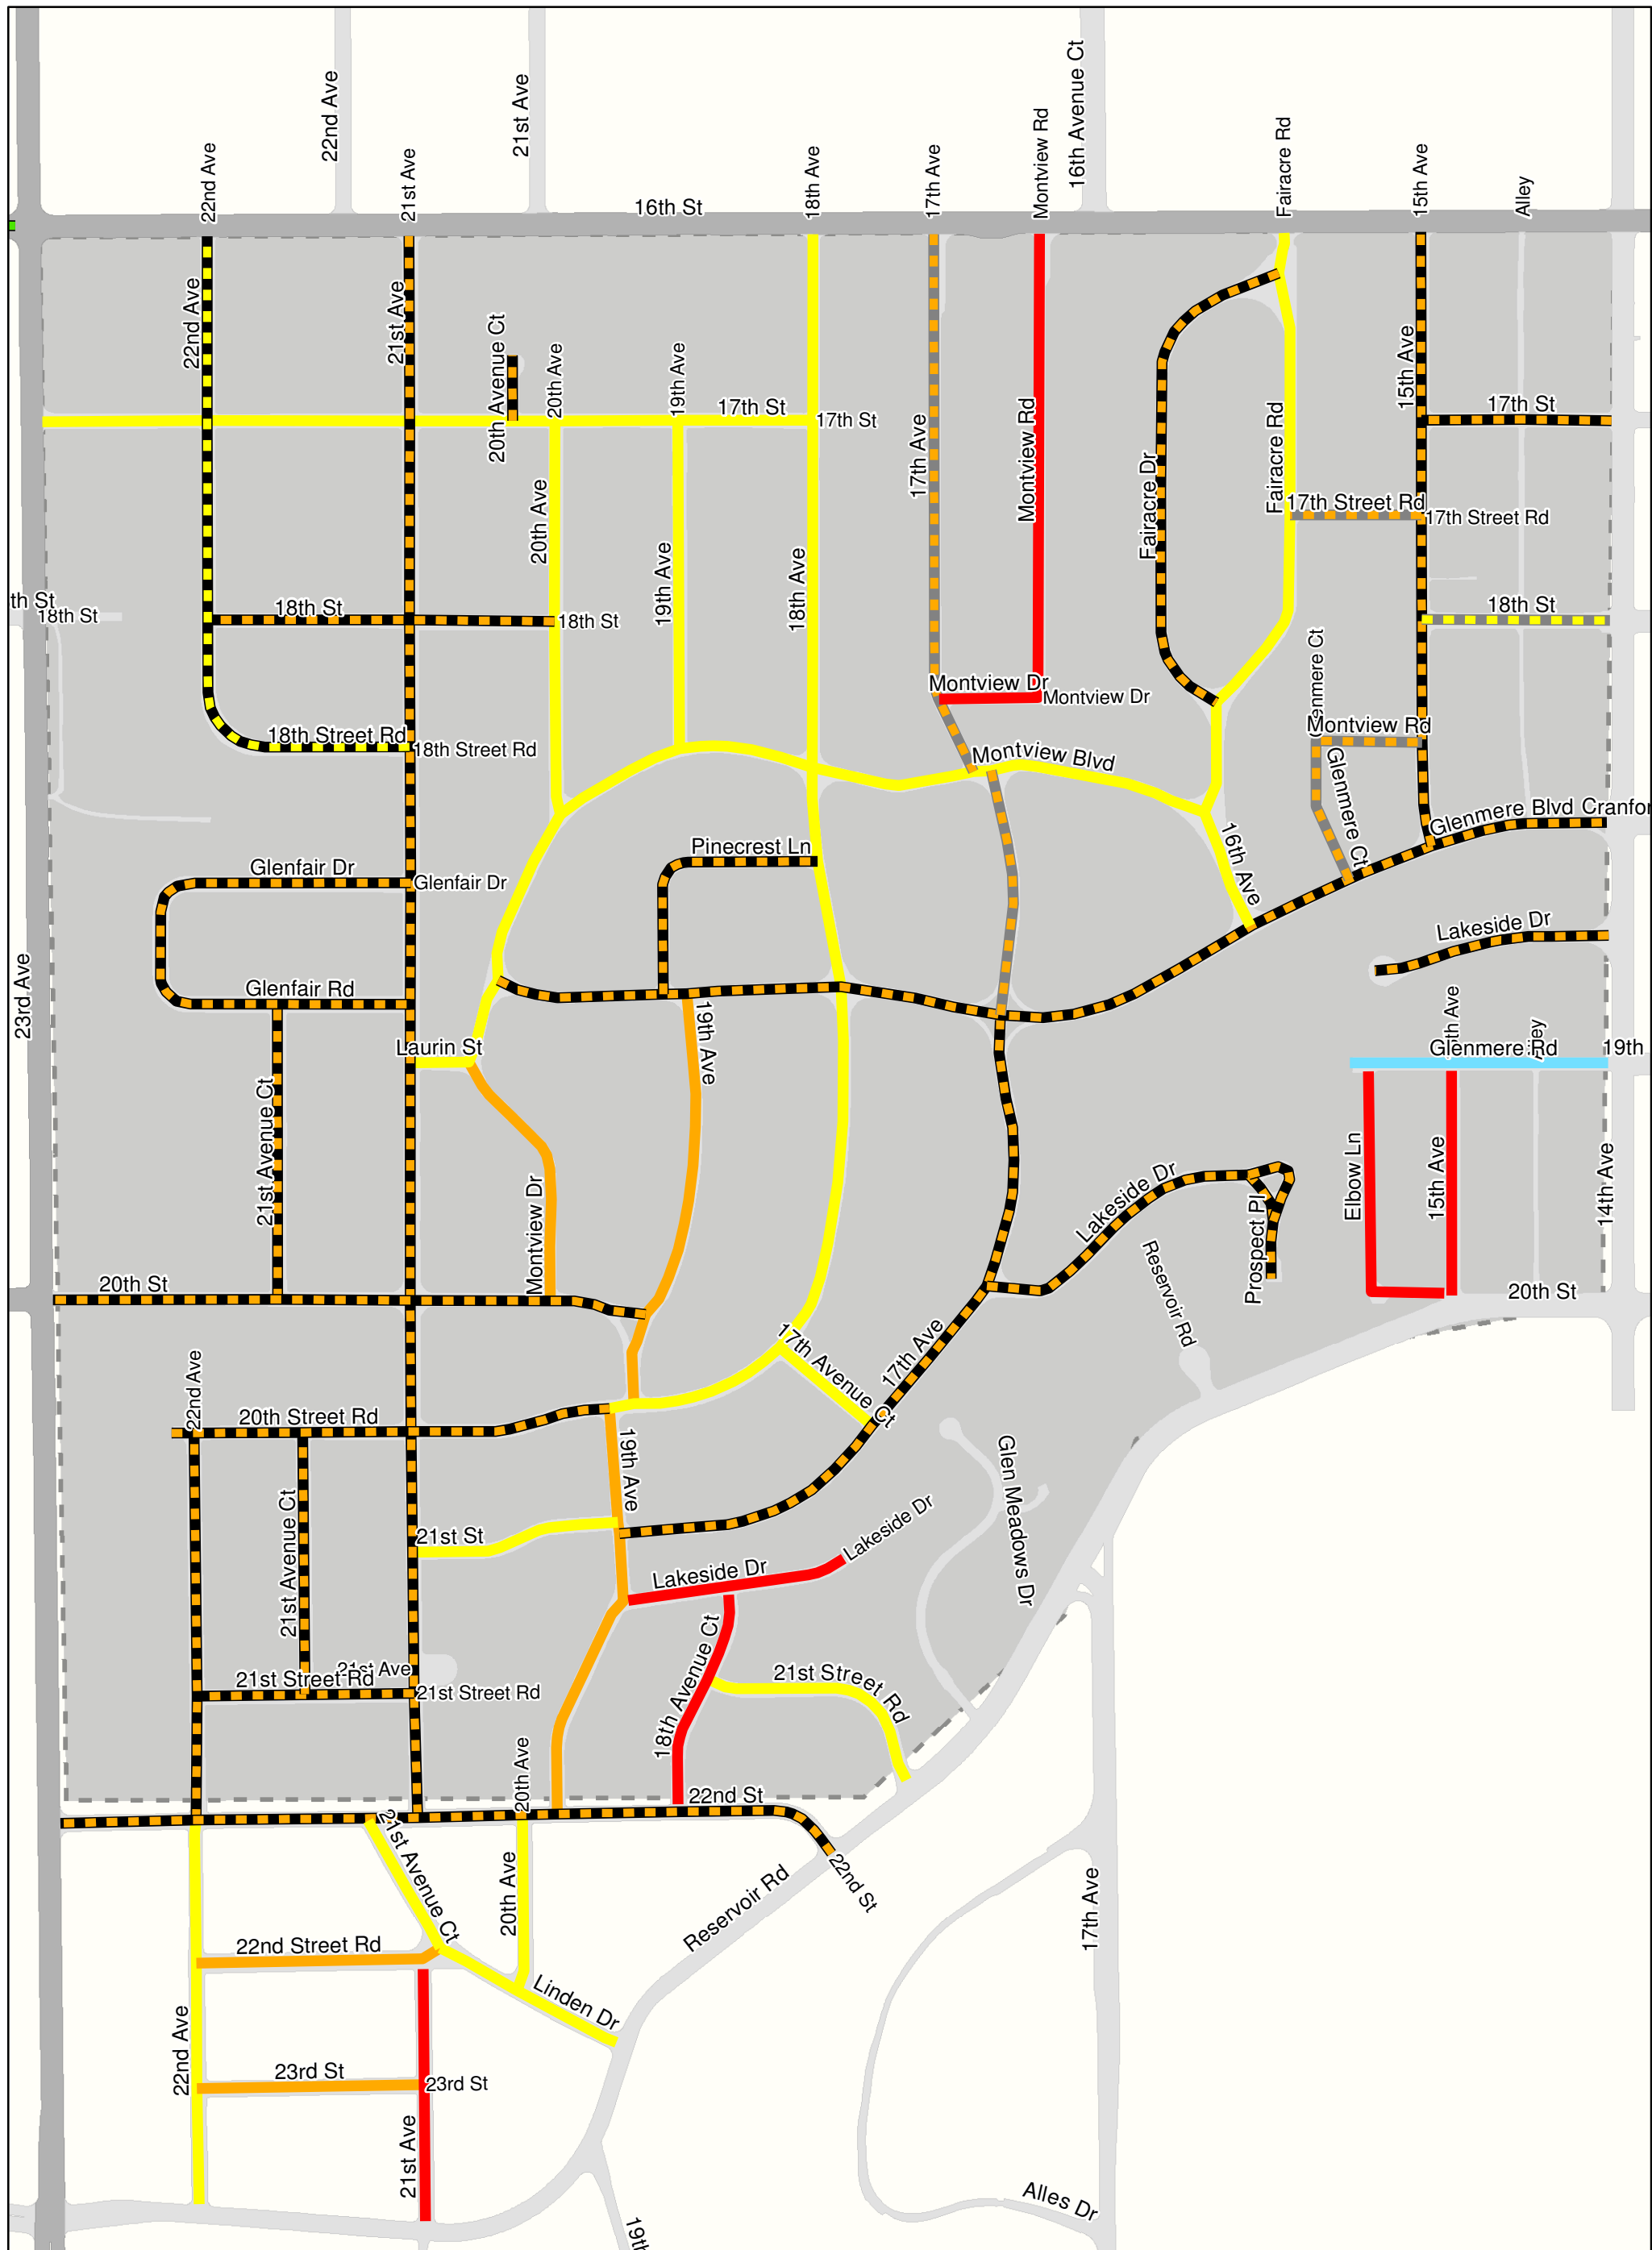 22nd Ave
21st Ave
16th Avenue Ct
22nd Ave
21st Ave
18th Ave
17th Ave
Montview Rd
Fairacre Rd
15th Ave
Alley
16th St
22nd Ave
21st Ave
20th Avenue Ct
20th Ave
19th Ave
15th Ave
17th St
17th St
17th St
17th Ave
Montview Rd
Fairacre Dr
Fairacre Rd
20th Ave
19th Ave
18th Ave
17th Street Rd
17th Street Rd
th St
18th St
18th St
18th St
18th St
Montview Dr
Montview Dr
Montview Rd
18th Street Rd
18th Street Rd
Montview Blvd
Glenmere Ct
Glenmere Blvd
16th Ave
Pinecrest Ln
Glenfair Dr
Glenfair Dr
Lakeside Dr
23rd Ave
Glenfair Rd
19th Ave
Laurin St
Glenmere Rd
19th
21st Avenue Ct
Montview Dr
Lakeside Dr
Elbow Ln
15th Ave
14th Ave
Prospect Pl
Reservoir Rd
20th St
20th St
17th Avenue Ct
17th Ave
22nd Ave
20th Street Rd
19th Ave
Glen Meadows Dr
21st Avenue Ct
21st St
Lakeside Dr
Lakeside Dr
18th Avenue Ct
21st Street Rd
21st Ave
21st Street Rd
21st Street Rd
20th Ave
22nd St
21st Avenue Ct
20th Ave
22nd St
Reservoir Rd
17th Ave
22nd Street Rd
Linden Dr
22nd Ave
23rd St
23rd St
21st Ave
Alles Dr